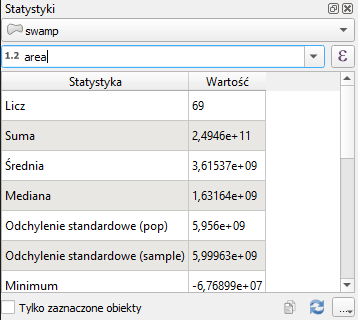 Statystyki
swamp
1.2 area
ε
Statystyka Wartość
Licz 69
Suma 2,4946e+11
Średnia 3,61537e+09
Mediana 1,63164e+09
Odchylenie standardowe (pop) 5,956e+09
Odchylenie standardowe (sample) 5,99963e+09
Minimum -6,76899e+07
Tylko zaznaczone obiekty
...